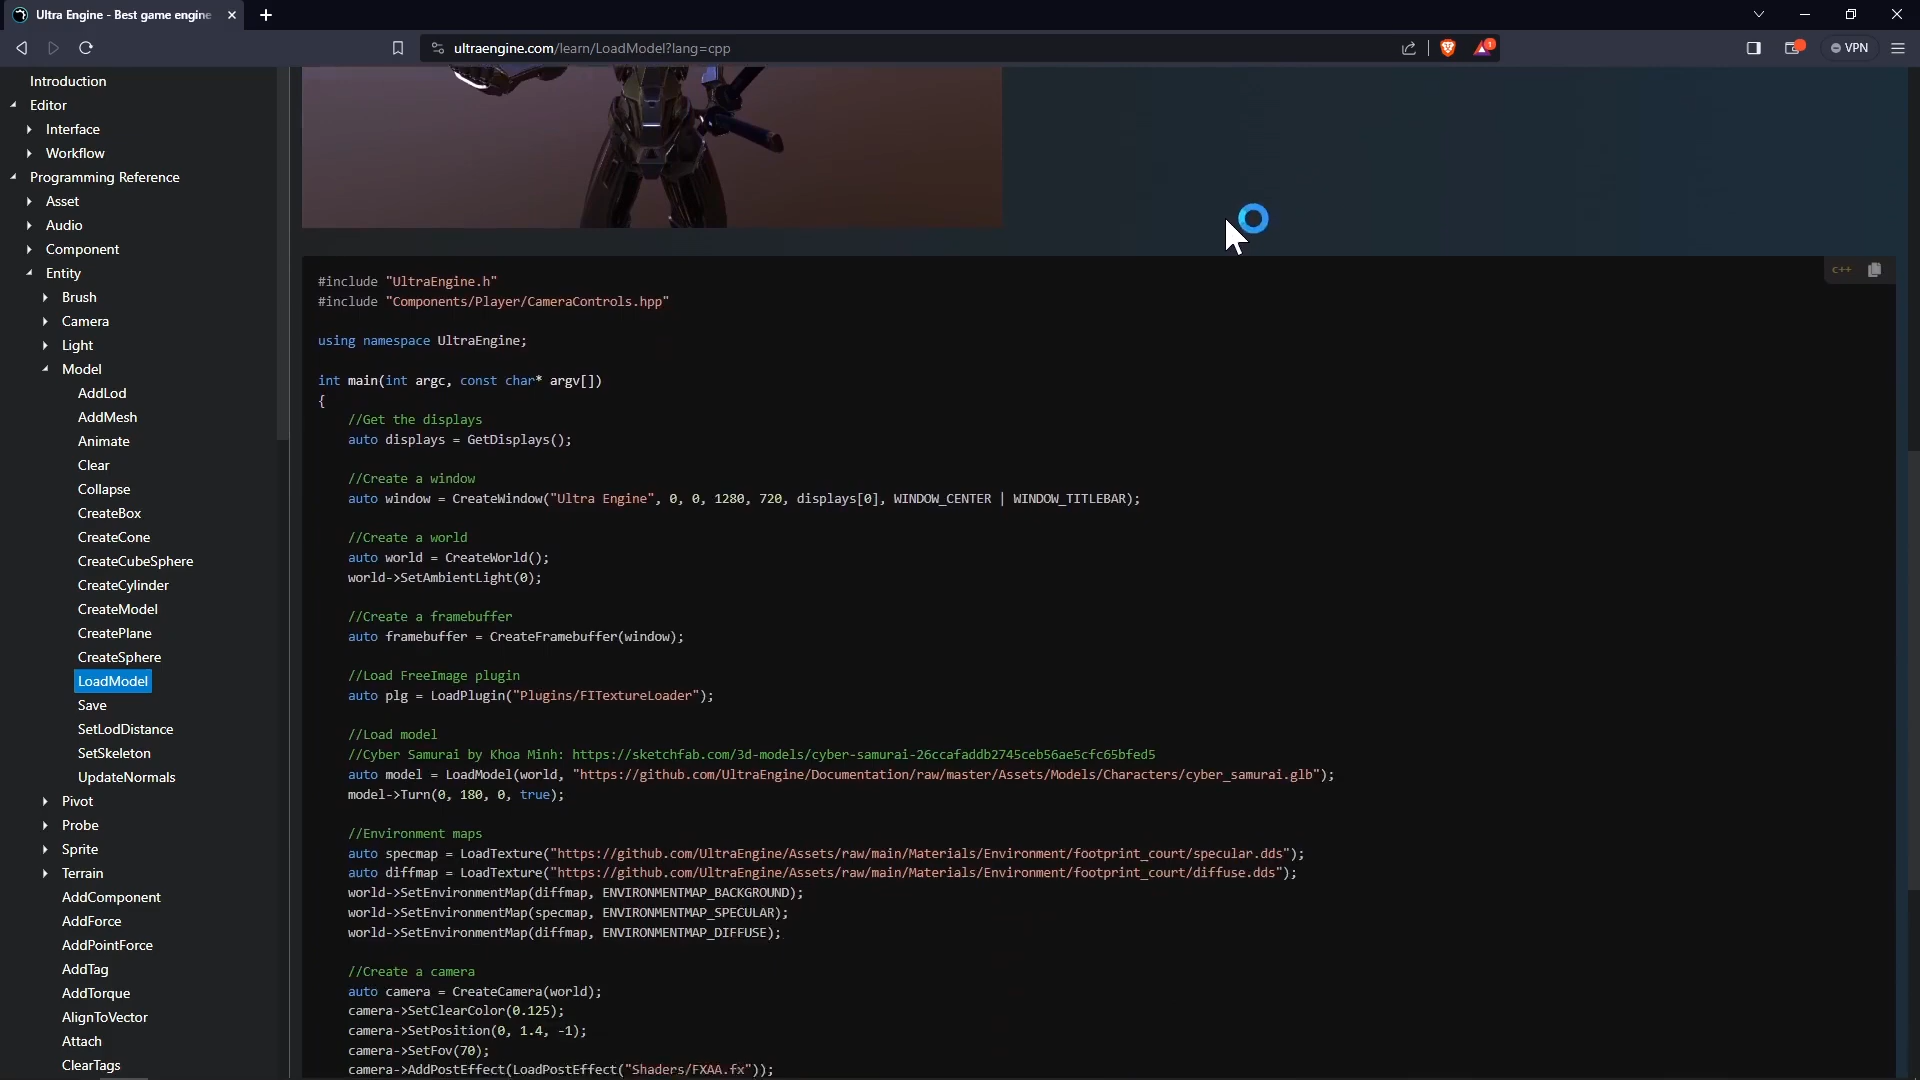 Ultra Engine - Best game engine
ultraengine.com/learn/LoadModel?lang=cpp
1
VPN
Introduction
Editor
Interface
Workflow
Programming Reference
Asset
Audio
Component
Entity
Brush
Camera
Light
Model
AddLod
AddMesh
Animate
Clear
Collapse
CreateBox
CreateCone
CreateCubeSphere
CreateCylinder
CreateModel
CreatePlane
CreateSphere
LoadModel
Save
SetLodDistance
SetSkeleton
UpdateNormals
Pivot
Probe
Sprite
Terrain
AddComponent
AddForce
AddPointForce
AddTag
AddTorque
AlignToVector
Attach
ClearTags
c++
#include "UltraEngine.h"
#include "Components/Player/CameraControls.hpp"
using namespace UltraEngine;
int main(int argc, const char* argv[])
{
//Get the displays
auto displays = GetDisplays();
//Create a window
auto window = CreateWindow("Ultra Engine", 0, 0, 1280, 720, displays[0], WINDOW_CENTER | WINDOW_TITLEBAR);
//Create a world
auto world = CreateWorld();
world->SetAmbientLight(0);
//Create a framebuffer
auto framebuffer = CreateFramebuffer(window);
//Load FreeImage plugin
auto plg = LoadPlugin("Plugins/FITextureLoader");
//Load model
//Cyber Samurai by Khoa Minh: https://sketchfab.com/3d-models/cyber-samurai-26ccafaddb2745ceb56ae5cfc65bfed5
auto model = LoadModel(world, "https://github.com/UltraEngine/Documentation/raw/master/Assets/Models/Characters/cyber_samurai.glb");
model->Turn(0, 180, 0, true);
//Environment maps
auto specmap = LoadTexture("https://github.com/UltraEngine/Assets/raw/main/Materials/Environment/footprint_court/specular.dds");
auto diffmap = LoadTexture("https://github.com/UltraEngine/Assets/raw/main/Materials/Environment/footprint_court/diffuse.dds");
world->SetEnvironmentMap(diffmap, ENVIRONMENTMAP_BACKGROUND);
world->SetEnvironmentMap(specmap, ENVIRONMENTMAP_SPECULAR);
world->SetEnvironmentMap(diffmap, ENVIRONMENTMAP_DIFFUSE);
//Create a camera
auto camera = CreateCamera(world);
camera->SetClearColor(0.125);
camera->SetPosition(0, 1.4, -1);
camera->SetFov(70);
camera->AddPostEffect(LoadPostEffect("Shaders/FXAA.fx"));